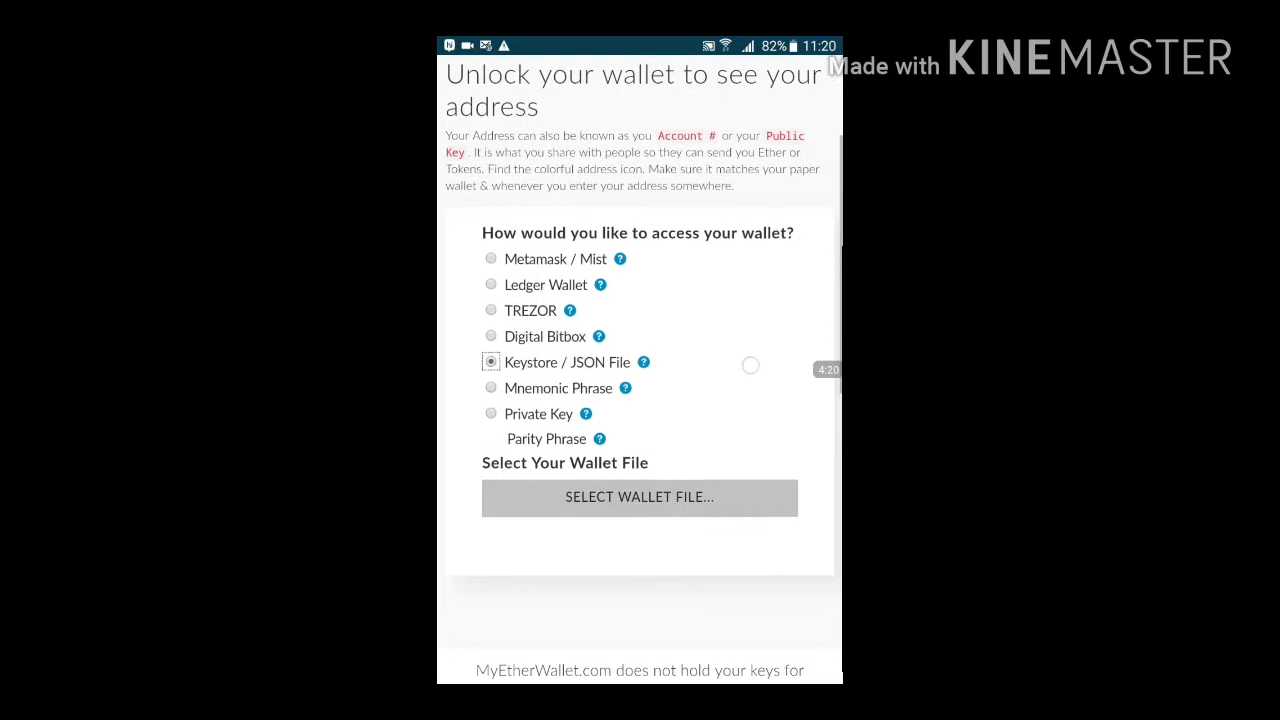 82% 11:20
Made with KINEMASTER
Unlock your wallet to see your
address
Your Address can also be known as you Account # or your Public
Key. It is what you share with people so they can send you Ether or
Tokens. Find the colorful address icon. Make sure it matches your paper
wallet & whenever you enter your address somewhere.
How would you like to access your wallet?
Metamask / Mist ?
Ledger Wallet ?
TREZOR ?
Digital Bitbox ?
Keystore / JSON File ?
4:20
Mnemonic Phrase ?
Private Key ?
Parity Phrase ?
Select Your Wallet File
SELECT WALLET FILE...
MyEtherWallet.com does not hold your keys for